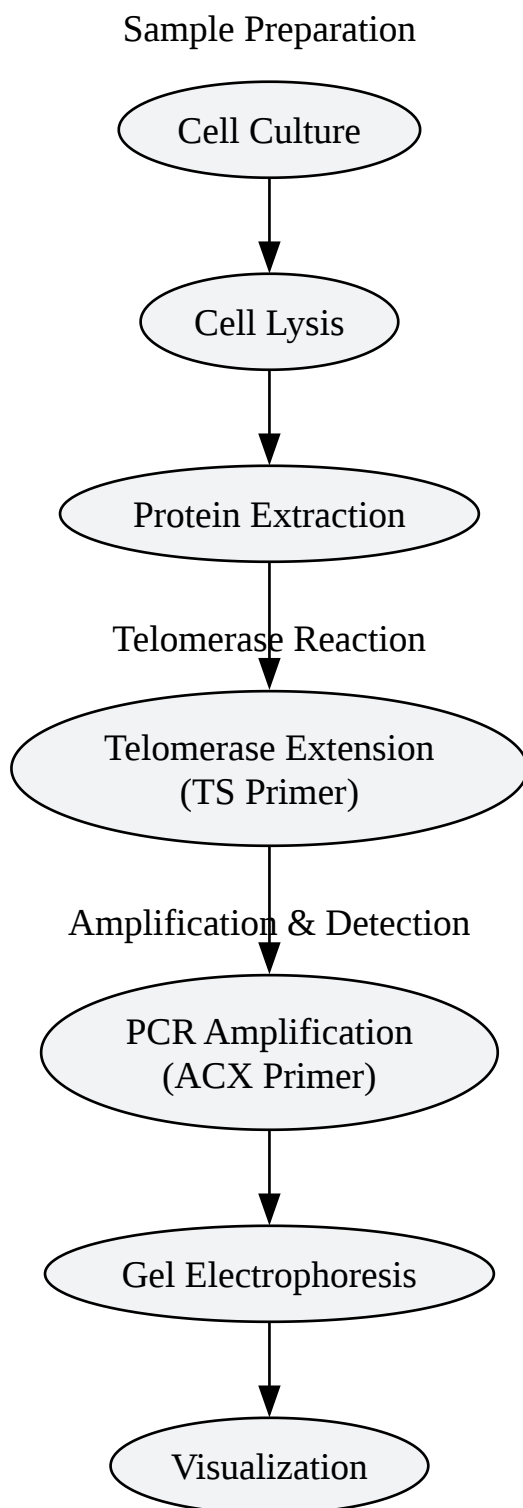 Sample Preparation
Cell Culture
Cell Lysis
Protein Extraction
Telomerase Reaction
Telomerase Extension
(TS Primer)
Amplification & Detection
PCR Amplification
(ACX Primer)
Gel Electrophoresis
Visualization